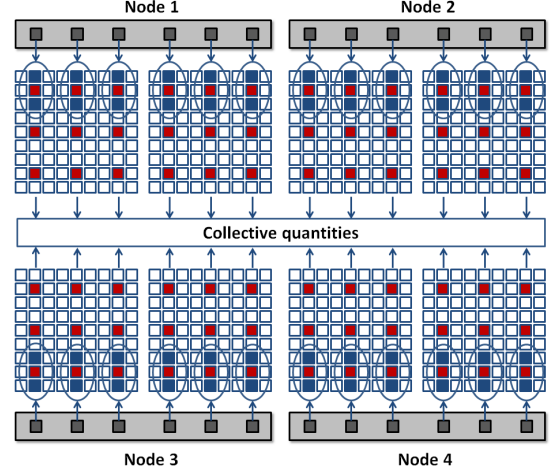 Node 1
Node 2
Collective quantities
Node 3
Node 4